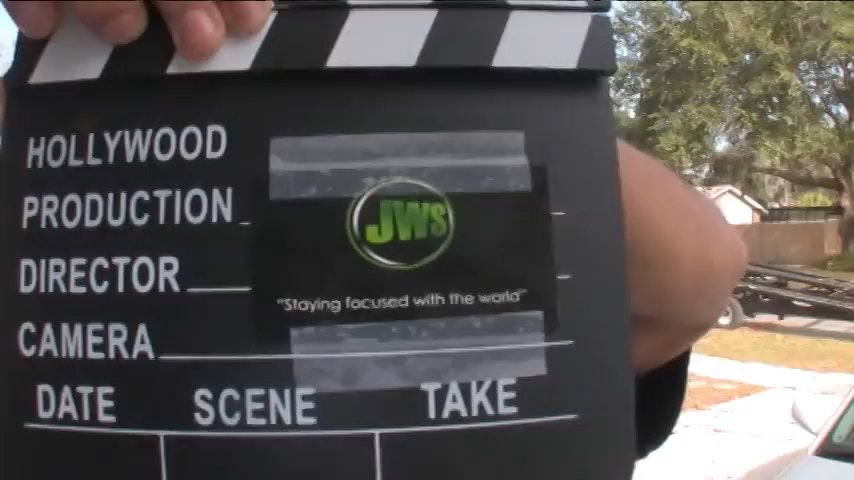 HOLLYWOOD
PRODUCTION
JWS
DIRECTOR
"Staying focused with the world"
CAMERA
DATE SCENE TAKE